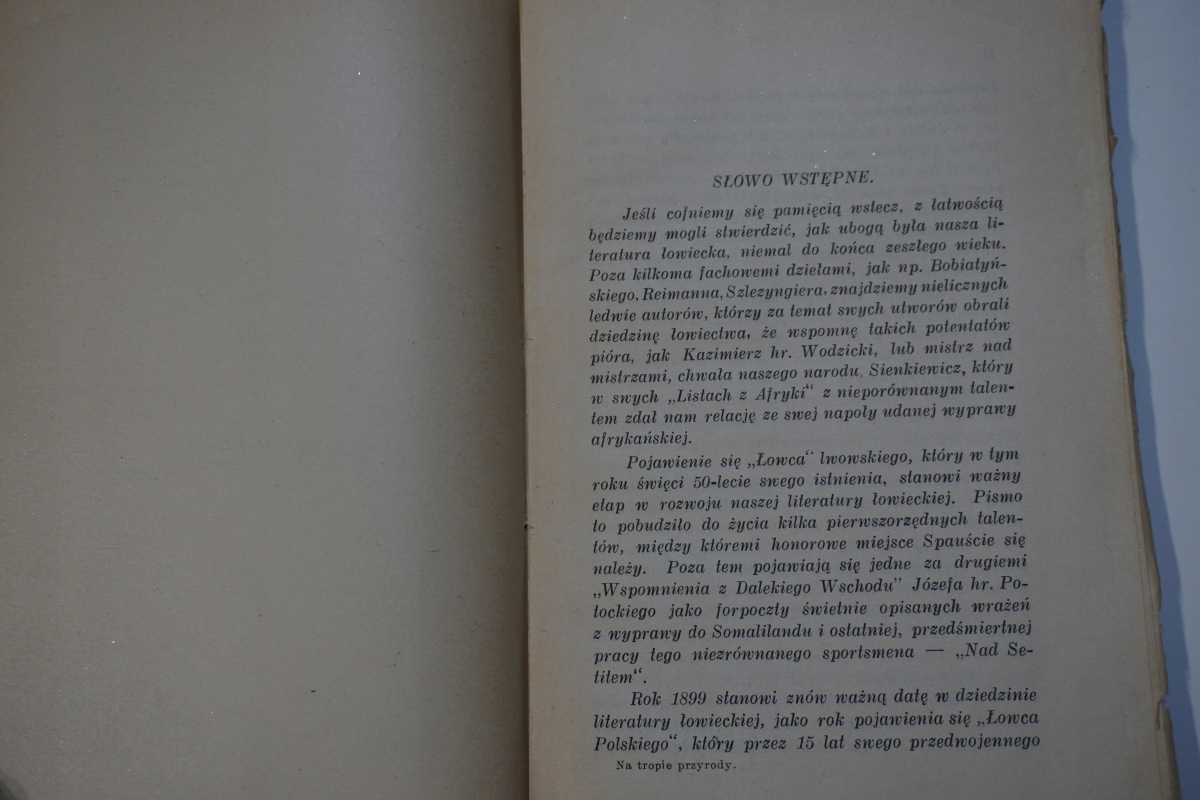 SŁOWO WSTĘPNE.
Jeśli cofniemy się pamięcią wstecz, z łatwością
będziemy mogli stwierdzić, jak ubogą była nasza li-
teratura łowiecka, niemal do końca zeszłego wieku.
Poza kilkoma fachowemi dziełami, jak np. Bobiatyń-
skiego, Reimanna, Szlezyngiera, znajdziemy nielicznych
ledwie autorów, którzy za temat swych utworów obrali
dziedzinę łowiectwa, że wspomnę takich potentatów
pióra, jak Kazimierz hr. Wodzicki, lub mistrz nad
mistrzami, chwała naszego narodu, Sienkiewicz, który
w swych „Listach z Afryki“ z nieporównanym talen-
tem zdał nam relację ze swej napoły udanej wyprawy
afrykańskiej.
Pojawienie się „Łowca“ lwowskiego, który w tym
roku święci 50-lecie swego istnienia, stanowi ważny
etap w rozwoju naszej literatury łowieckiej. Pismo
to pobudziło do życia kilka pierwszorzędnych talen-
tów, między któremi honorowe miejsce Spauście się
należy. Poza tem pojawiają się jedne za drugiemi
„Wspomnienia z Dalekiego Wschodu” Józefa hr. Po-
tockiego jako forpoczty świetnie opisanych wrażeń
z wyprawy do Somalilandu i ostatniej, przedśmiertnej
pracy tego niezrównanego sportsmena — „Nad Se-
titem“.
Rok 1899 stanowi znów ważną datę w dziedzinie
literatury łowieckiej, jako rok pojawienia się „Łowca
Polskiego“, który przez 15 lat swego przedwojennego
Na tropie przyrody.